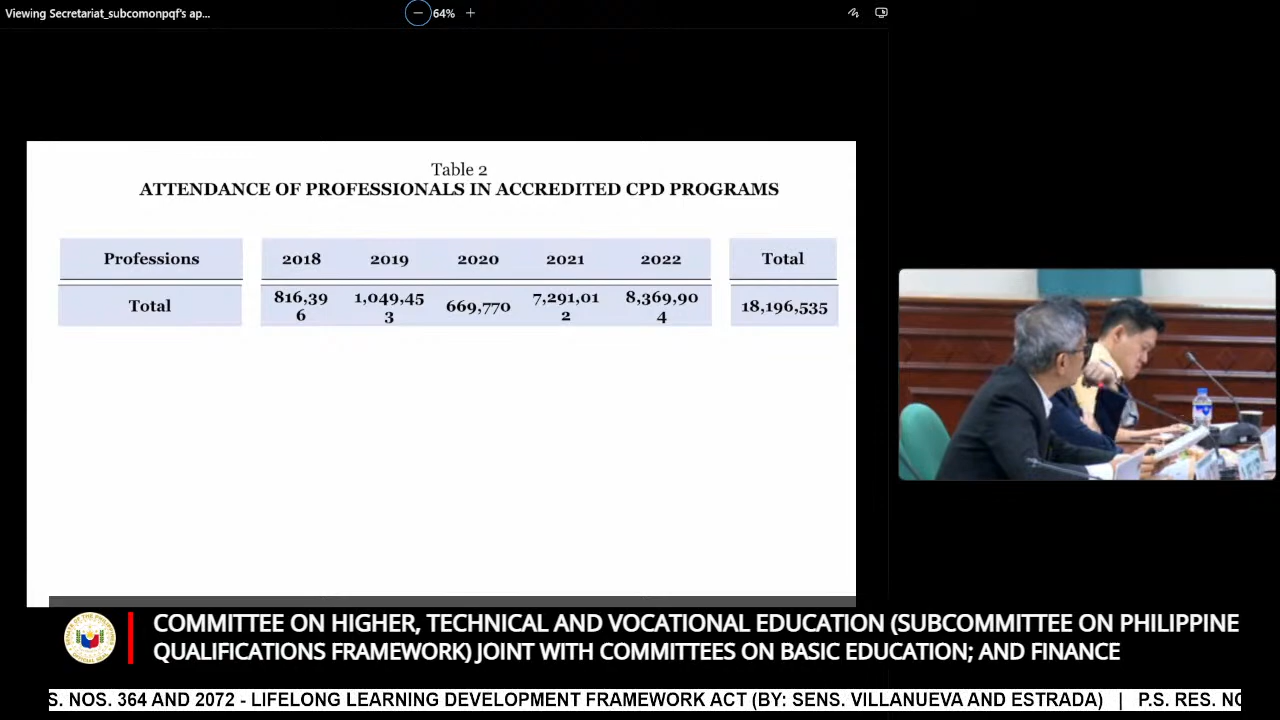 Viewing Secretariat_subcomonpqf's ap...
64%
Table 2
ATTENDANCE OF PROFESSIONALS IN ACCREDITED CPD PROGRAMS
Professions 2018 2019 2020 2021 2022 Total
Total 816,39 1,049,45 669,770 7,291,01 8,369,90 18,196,535
6 3 2 4
COMMITTEE ON HIGHER, TECHNICAL AND VOCATIONAL EDUCATION (SUBCOMMITTEE ON PHILIPPINE
QUALIFICATIONS FRAMEWORK) JOINT WITH COMMITTEES ON BASIC EDUCATION; AND FINANCE
S. NOS. 364 AND 2072 - LIFELONG LEARNING DEVELOPMENT FRAMEWORK ACT (BY: SENS. VILLANUEVA AND ESTRADA) | P.S. RES. NO